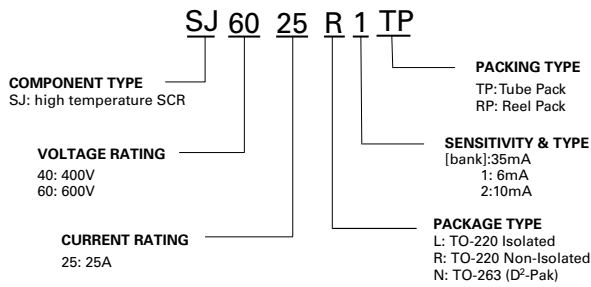 SJ 60 25 R 1 TP
COMPONENT TYPE
SJ: high temperature SCR
VOLTAGE RATING
40: 400V
60: 600V
CURRENT RATING
25: 25A
PACKING TYPE
TP: Tube Pack
RP: Reel Pack
SENSITIVITY & TYPE
[bank]:35mA
1: 6mA
2:10mA
PACKAGE TYPE
L: TO-220 Isolated
R: TO-220 Non-Isolated
N: TO-263 (D²-Pak)